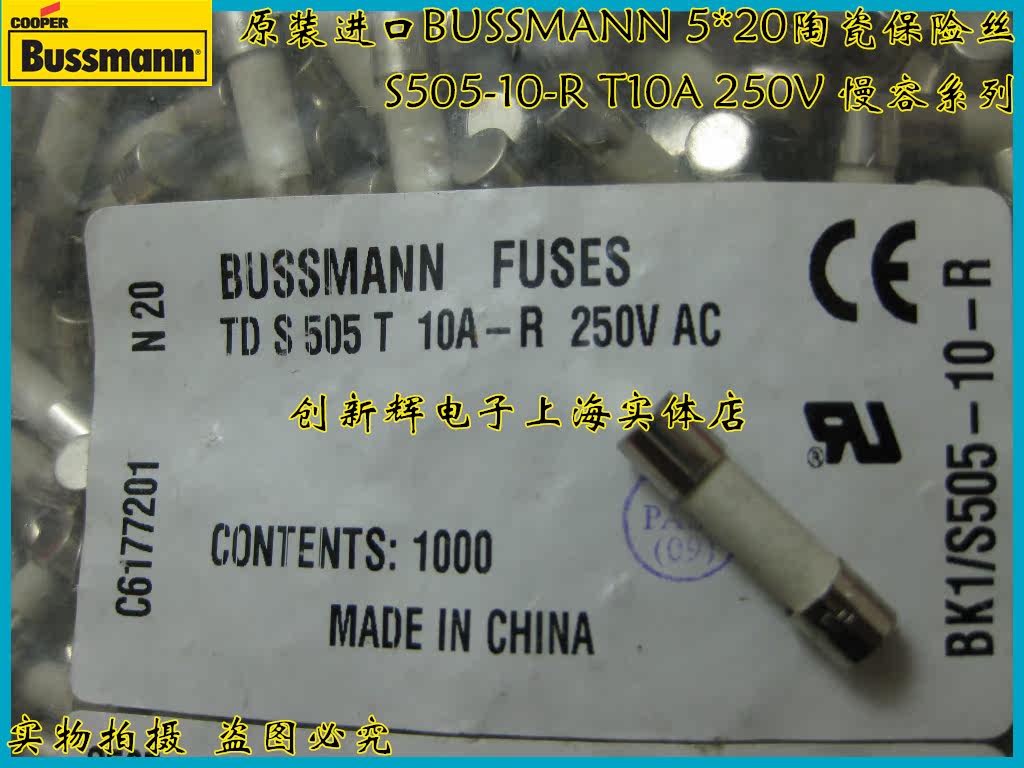 COOPER
Bussmann®
原装进口BUSSMANN 5*20陶瓷保险丝
S505-10-R T10A 250V 慢容系列
BUSSMANN FUSES
TD S 505 T 10A-R 250V AC
N 20
CE
创新辉电子上海实体店
C6177201
CONTENTS: 1000
MADE IN CHINA
BK1/S505-10-R
(09)
实物拍摄 盗图必究